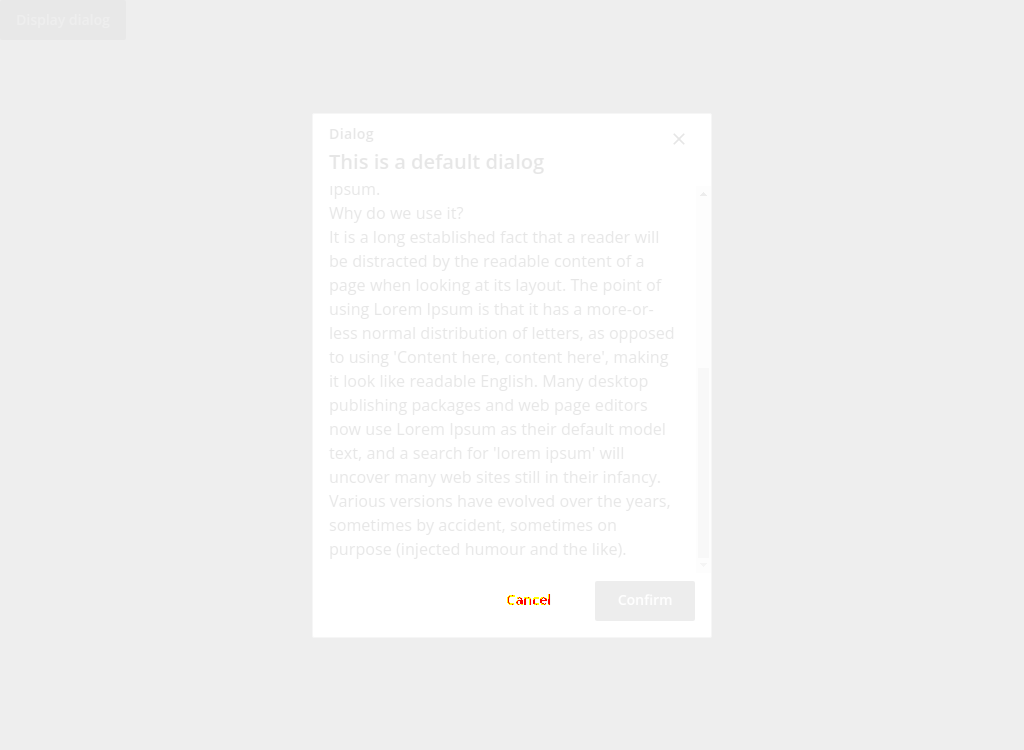 Display dialog
Dialog
This is a default dialog
ipsum.
Why do we use it?
It is a long established fact that a reader will
be distracted by the readable content of a
page when looking at its layout. The point of
using Lorem Ipsum is that it has a more-or-
less normal distribution of letters, as opposed
to using 'Content here, content here', making
it look like readable English. Many desktop
publishing packages and web page editors
now use Lorem Ipsum as their default model
text, and a search for 'lorem ipsum' will
uncover many web sites still in their infancy.
Various versions have evolved over the years,
sometimes by accident, sometimes on
purpose (injected humour and the like).
Cancel Confirm